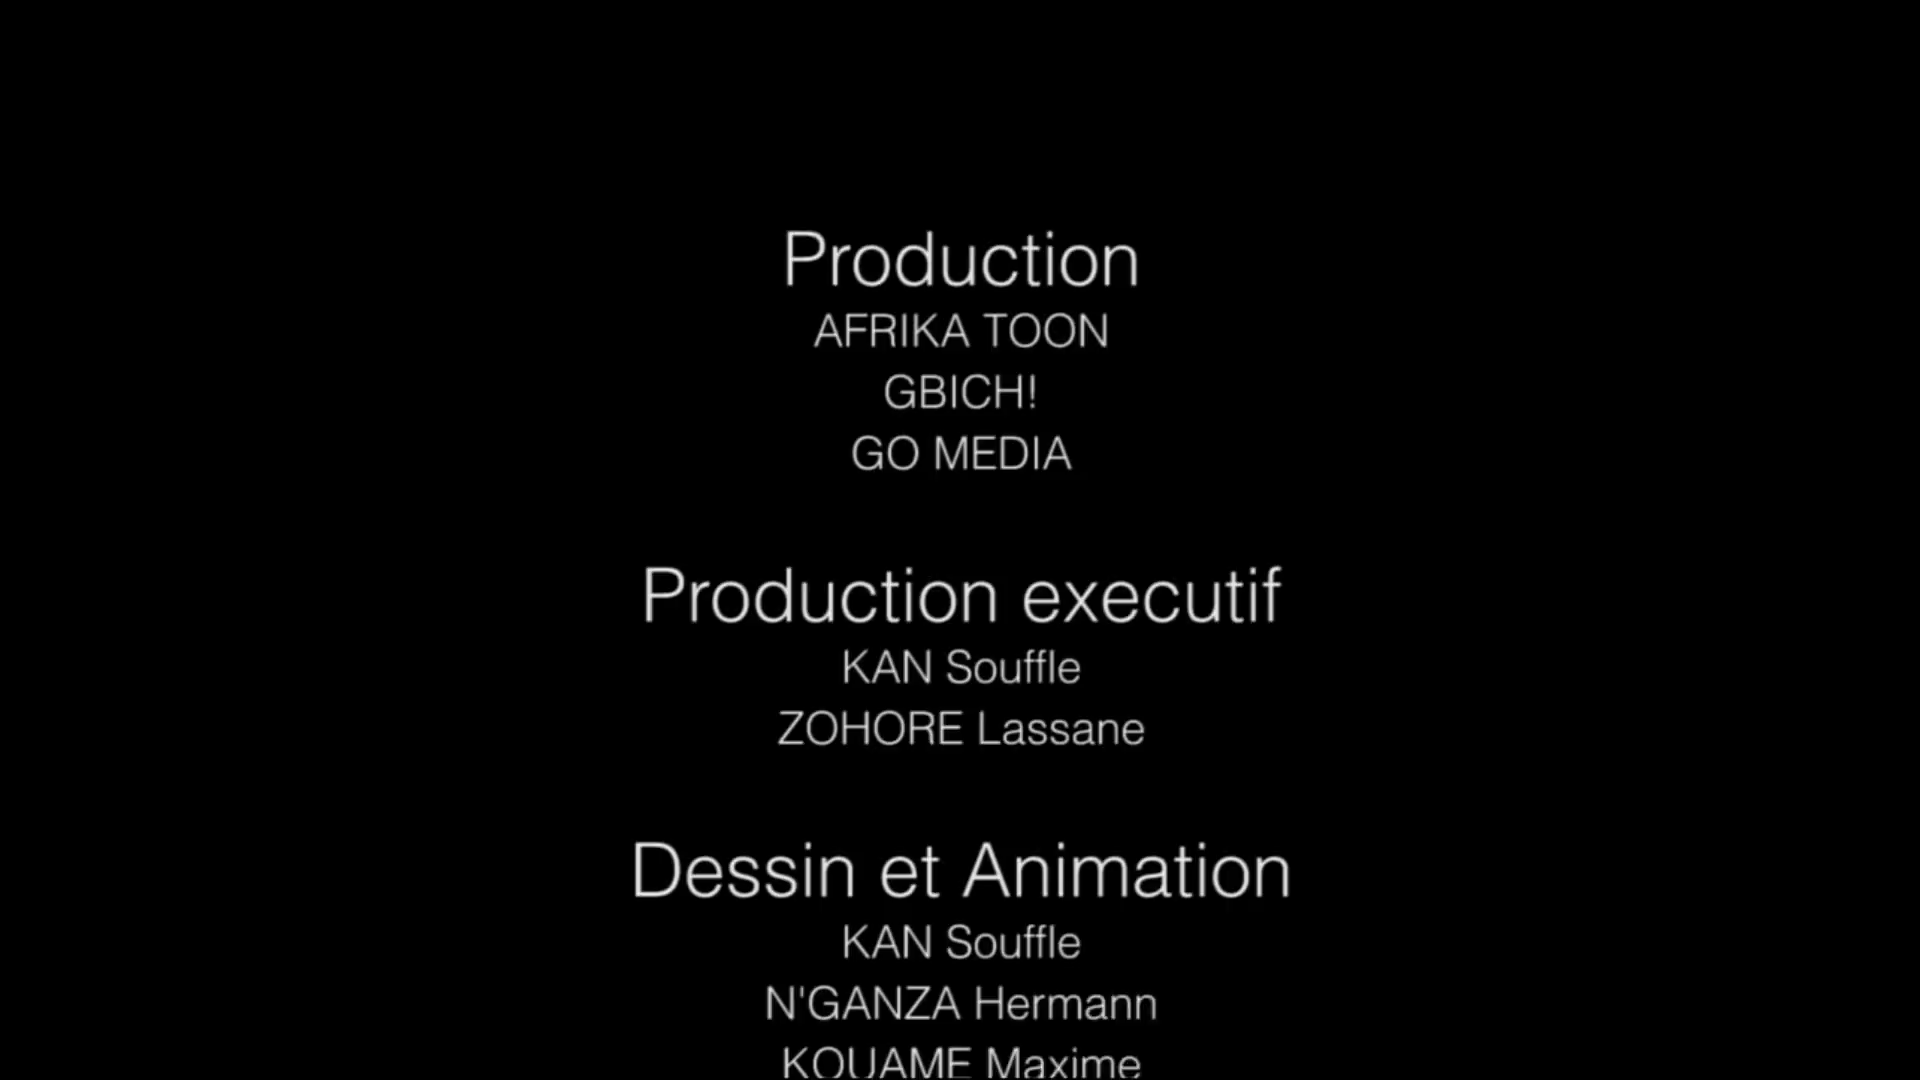 Production
AFRIKA TOON
GBICH!
GO MEDIA
Production executif
KAN Souffle
ZOHORE Lassane
Dessin et Animation
KAN Souffle
N'GANZA Hermann
KOUAME Maxime